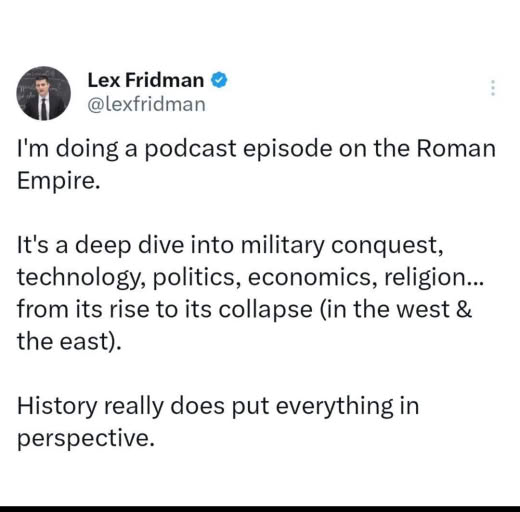 Lex Fridman
@lexfridman
I'm doing a podcast episode on the Roman
Empire.
It's a deep dive into military conquest,
technology, politics, economics, religion...
from its rise to its collapse (in the west &
the east).
History really does put everything in
perspective.